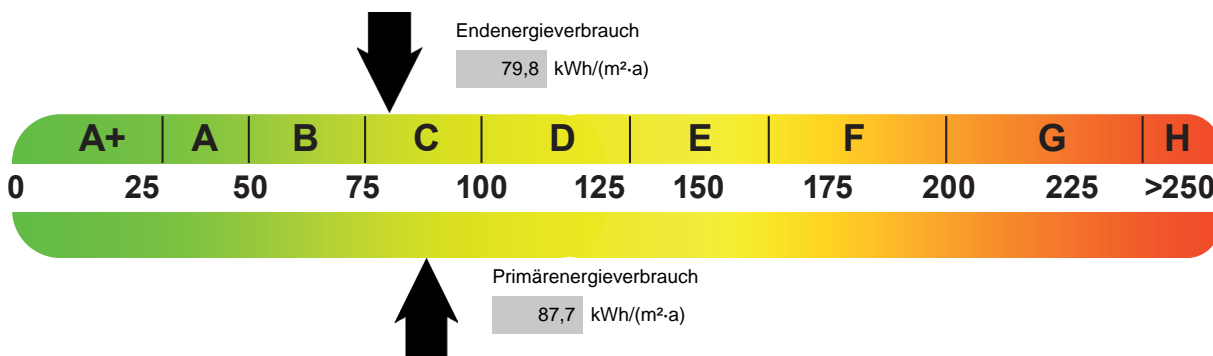 Endenergieverbrauch
79,8 kWh/(m²·a)
A+ A B C D E F G H
0 25 50 75 100 125 150 175 200 225 >250
Primärenergieverbrauch
87,7 kWh/(m²·a)